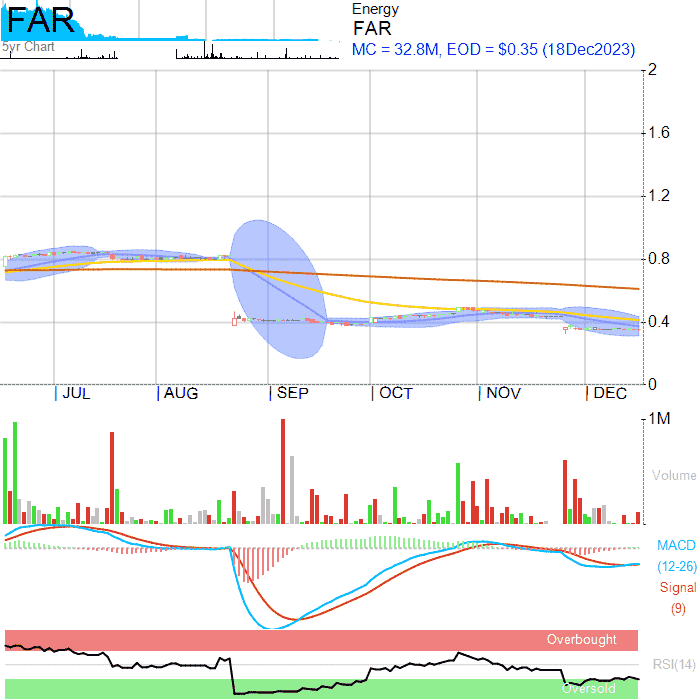 FAR
5yr Chart
Energy
FAR
MC = 32.8M, EOD = $0.35 (18Dec2023)
2
1.6
1.2
0.8
0.4
0
JUL
AUG
SEP
OCT
NOV
DEC
1M
Volume
MACD
(12-26)
Signal
(9)
Overbought
RSI(14)
Oversold